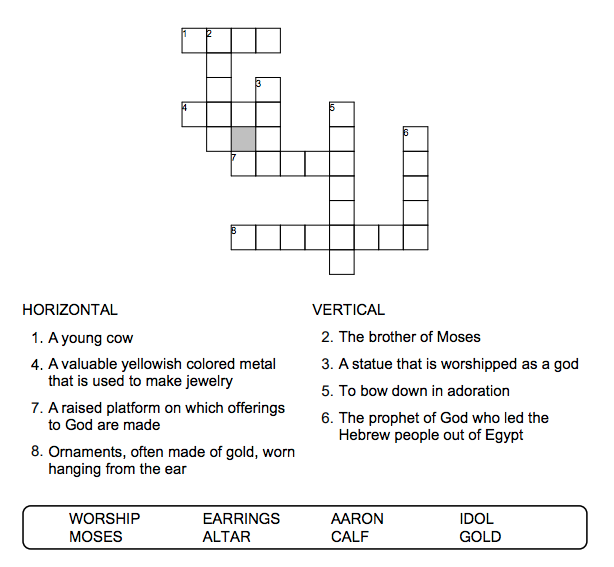 1 2
3
4 5
6
7
8
HORIZONTAL
1. A young cow
4. A valuable yellowish colored metal
that is used to make jewelry
7. A raised platform on which offerings
to God are made
8. Ornaments, often made of gold, worn
hanging from the ear
VERTICAL
2. The brother of Moses
3. A statue that is worshipped as a god
5. To bow down in adoration
6. The prophet of God who led the
Hebrew people out of Egypt
WORSHIP EARRINGS AARON IDOL
MOSES ALTAR CALF GOLD